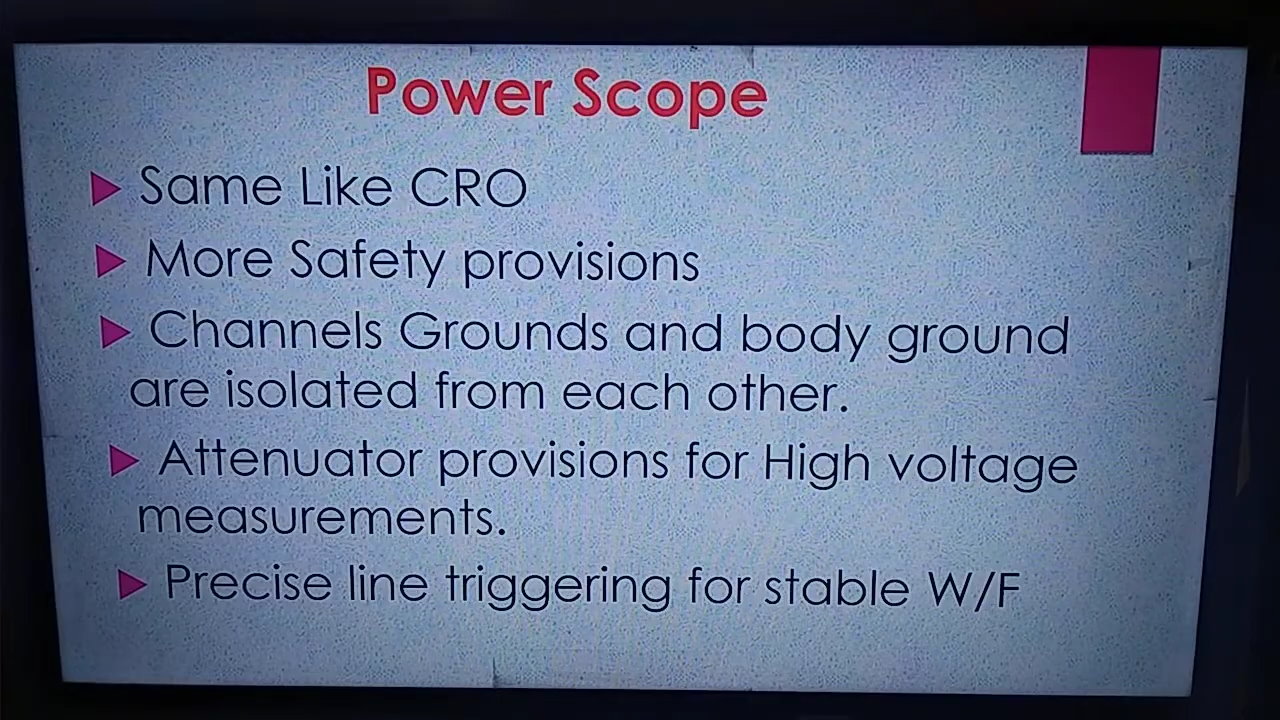 Power Scope
Same Like CRO
More Safety provisions
Channels Grounds and body ground
are isolated from each other.
Attenuator provisions for High voltage
measurements.
Precise line triggering for stable W/F